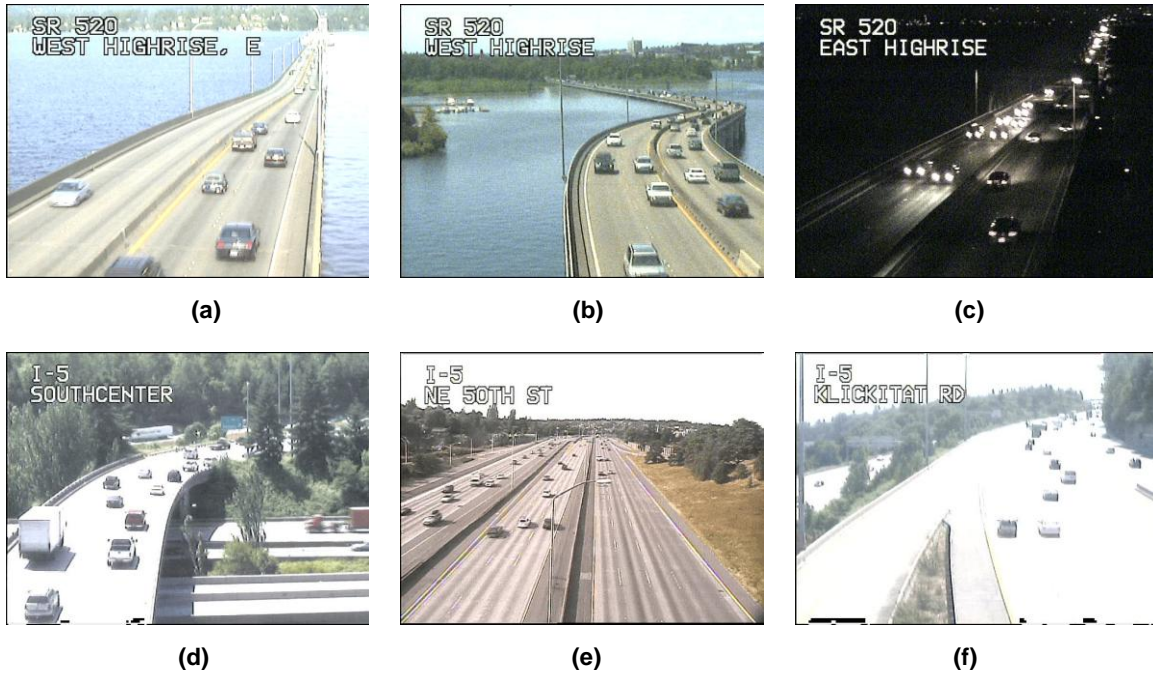 SR 520
WEST HIGHRISE, E
SR 520
WEST HIGHRISE
SR 520
EAST HIGHRISE
(a)
(b)
(c)
I-5
SOUTHCENTER
I-5
NE 50TH ST
I-5
KLICKITAT RD
(d)
(e)
(f)